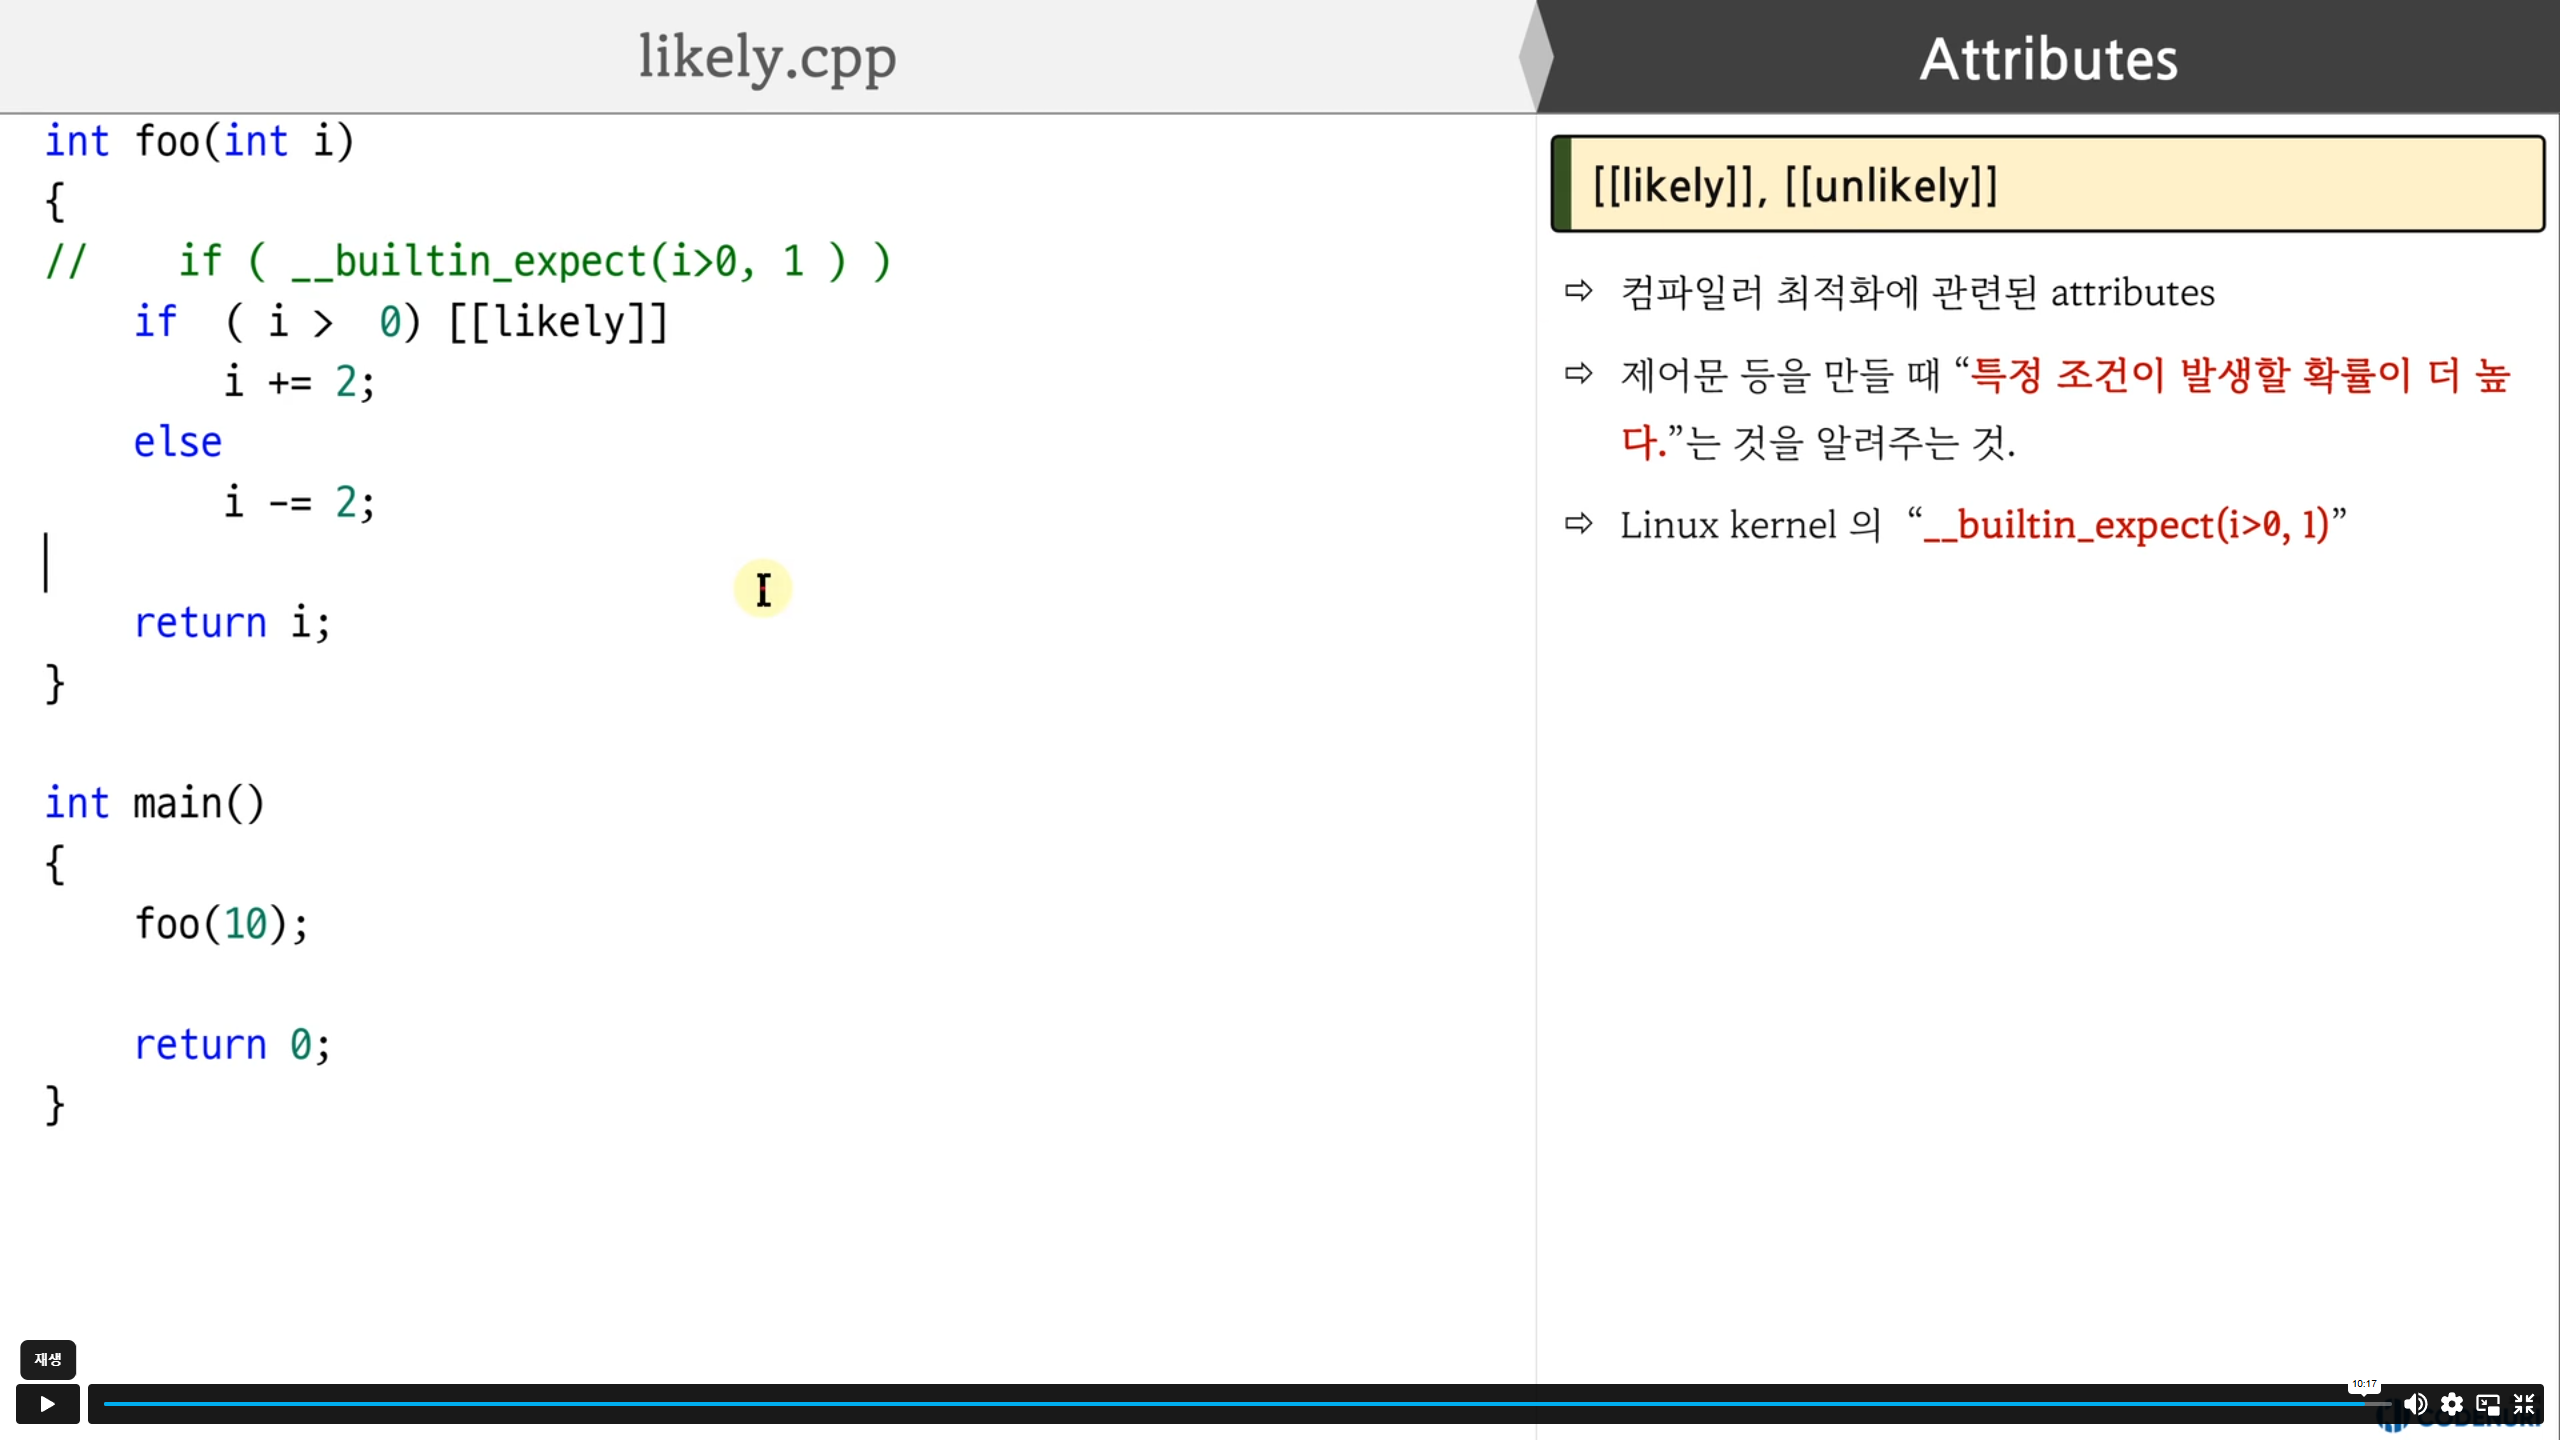 likely.cpp
Attributes
int foo(int i)
{
//    if ( __builtin_expect(i>0, 1 ) )
    if  ( i >  0) [[likely]]
        i += 2;
    else
        i -= 2;
    return i;
}
int main()
{
    foo(10);
    return 0;
}
[[likely]], [[unlikely]]
⇨ 컴파일러 최적화에 관련된 attributes
⇨ 제어문 등을 만들 때 “특정 조건이 발생할 확률이 더 높
다.”는 것을 알려주는 것.
⇨ Linux kernel 의 “__builtin_expect(i>0, 1)”
재생
10:17